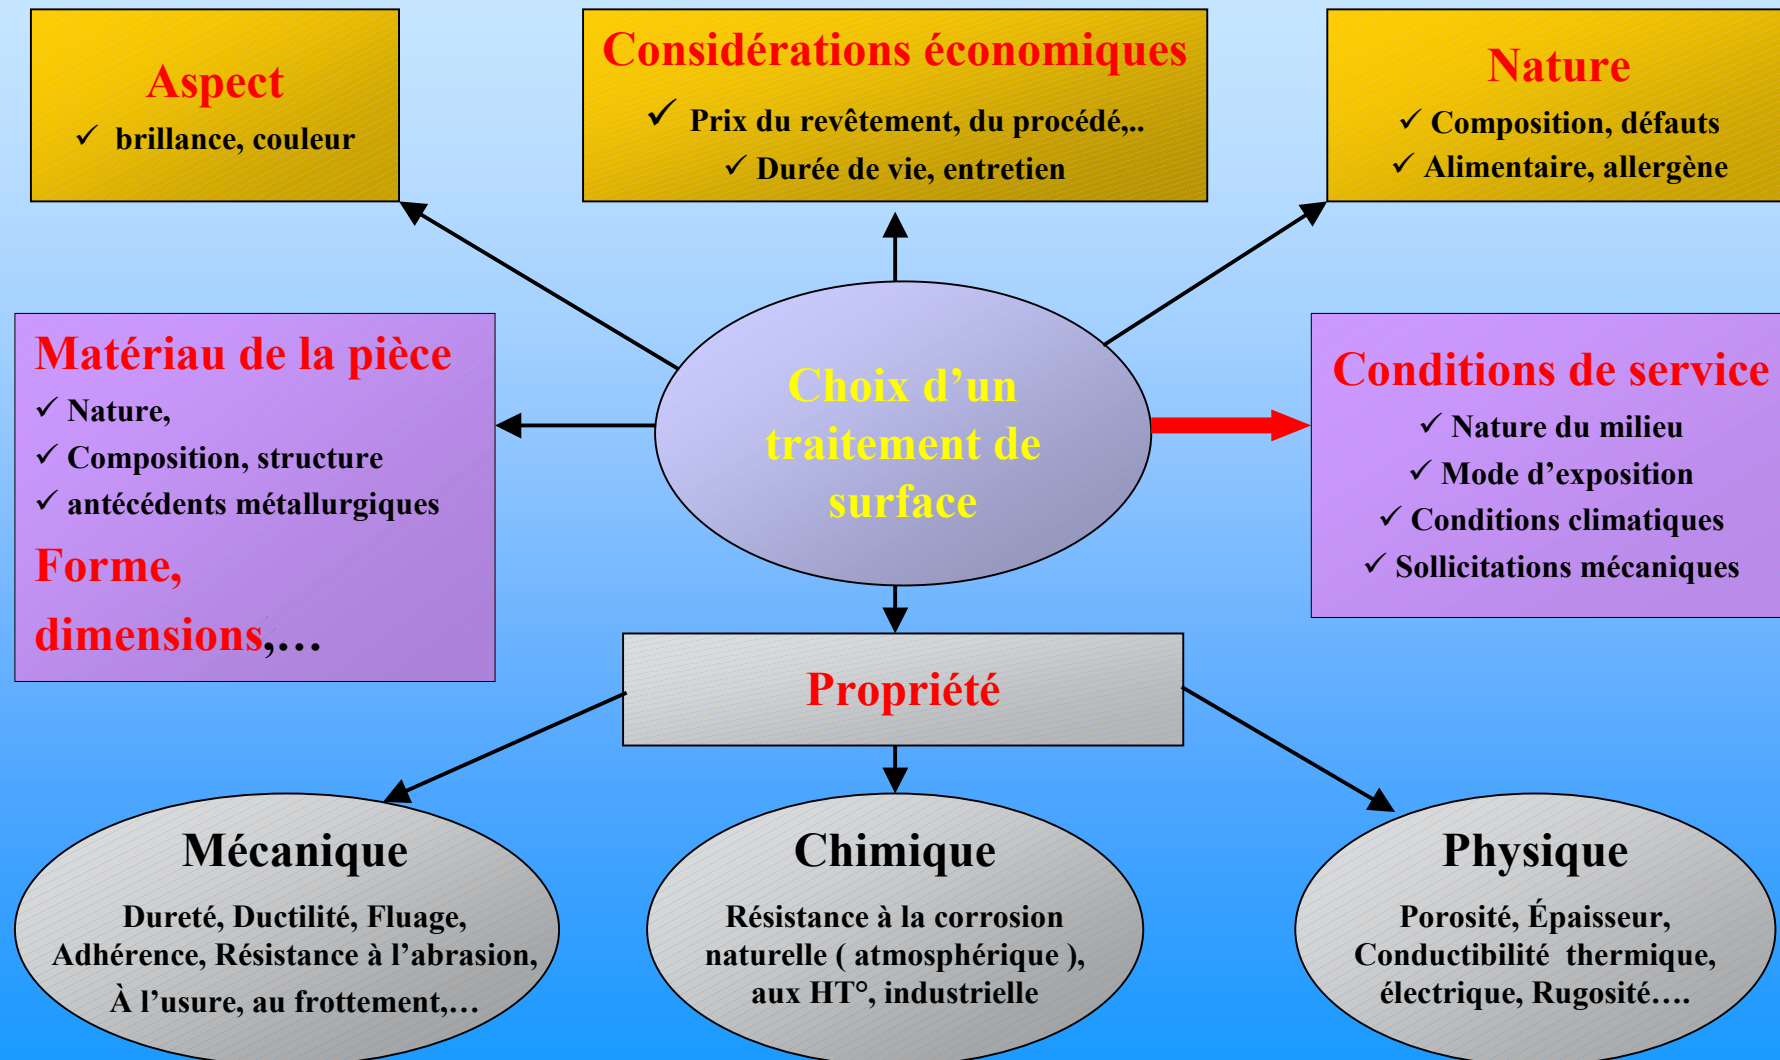 Aspect
✓ brillance, couleur
Considérations économiques
✓ Prix du revêtement, du procédé,..
✓ Durée de vie, entretien
Nature
✓ Composition, défauts
✓ Alimentaire, allergène
Matériau de la pièce
✓ Nature,
✓ Composition, structure
✓ antécédents métallurgiques
Forme,
dimensions,…
Choix d’un
traitement de
surface
Conditions de service
✓ Nature du milieu
✓ Mode d’exposition
✓ Conditions climatiques
✓ Sollicitations mécaniques
Propriété
Mécanique
Dureté, Ductilité, Fluage,
Adhérence, Résistance à l’abrasion,
À l’usure, au frottement,…
Chimique
Résistance à la corrosion
naturelle ( atmosphérique ),
aux HT°, industrielle
Physique
Porosité, Épaisseur,
Conductibilité thermique,
électrique, Rugosité….